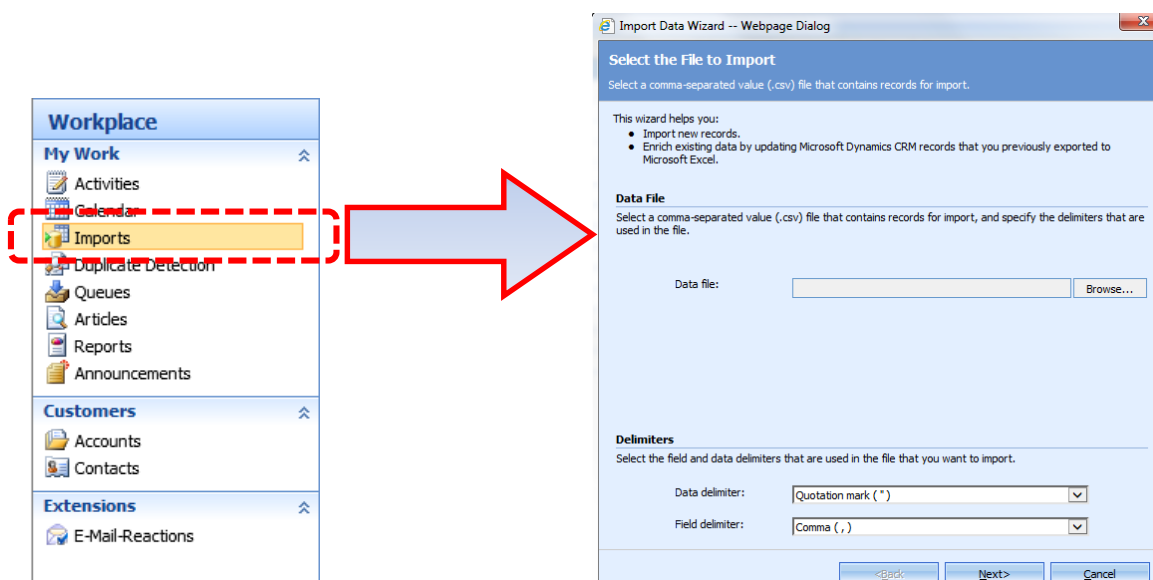 Workplace
My Work
Activities
Calendar
Imports
Duplicate Detection
Queues
Articles
Reports
Announcements
Customers
Accounts
Contacts
Extensions
E-Mail-Reactions
Import Data Wizard -- Webpage Dialog
Select the File to Import
Select a comma-separated value (.csv) file that contains records for import.
This wizard helps you:
• Import new records.
• Enrich existing data by updating Microsoft Dynamics CRM records that you previously exported to
Microsoft Excel.
Data File
Select a comma-separated value (.csv) file that contains records for import, and specify the delimiters that are
used in the file.
Data file:
Browse...
Delimiters
Select the field and data delimiters that are used in the file that you want to import.
Data delimiter:
Quotation mark (")
Field delimiter:
Comma (,)
<Back
Next>
Cancel